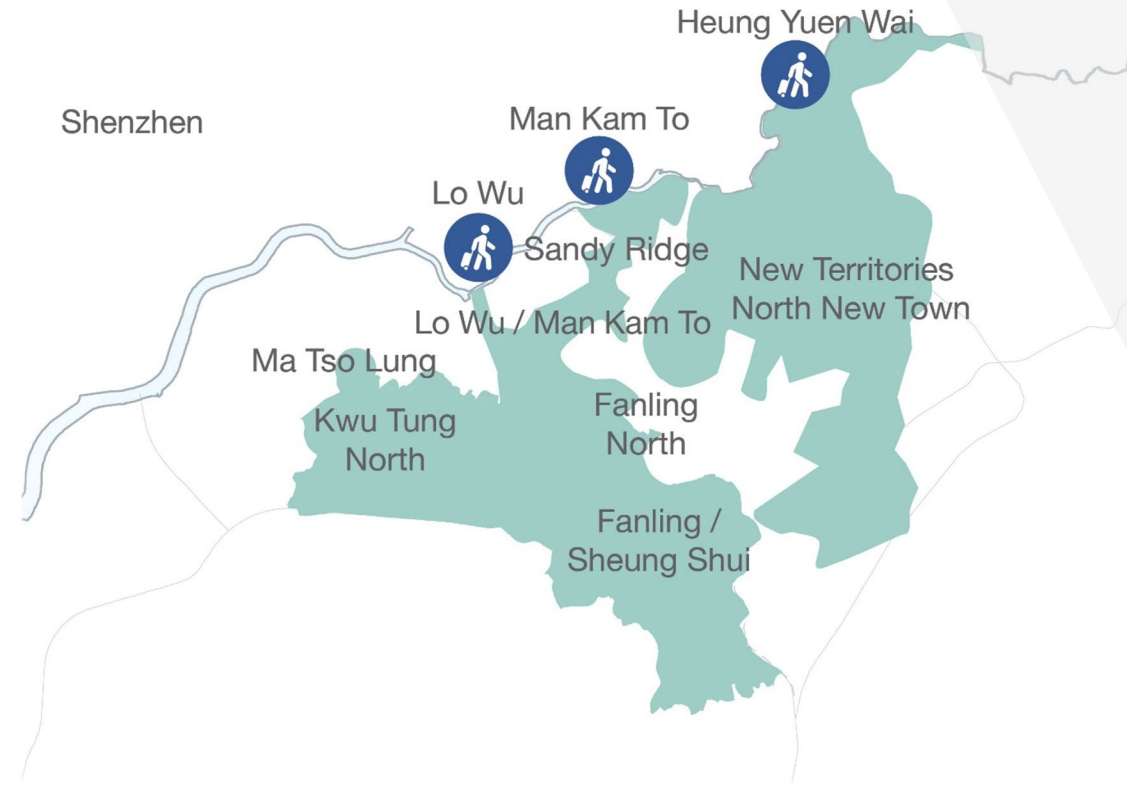 Heung Yuen Wai
Man Kam To
Shenzhen
Lo Wu
Sandy Ridge
New Territories
North New Town
Lo Wu / Man Kam To
Ma Tso Lung
Kwu Tung
North
Fanling
North
Fanling /
Sheung Shui